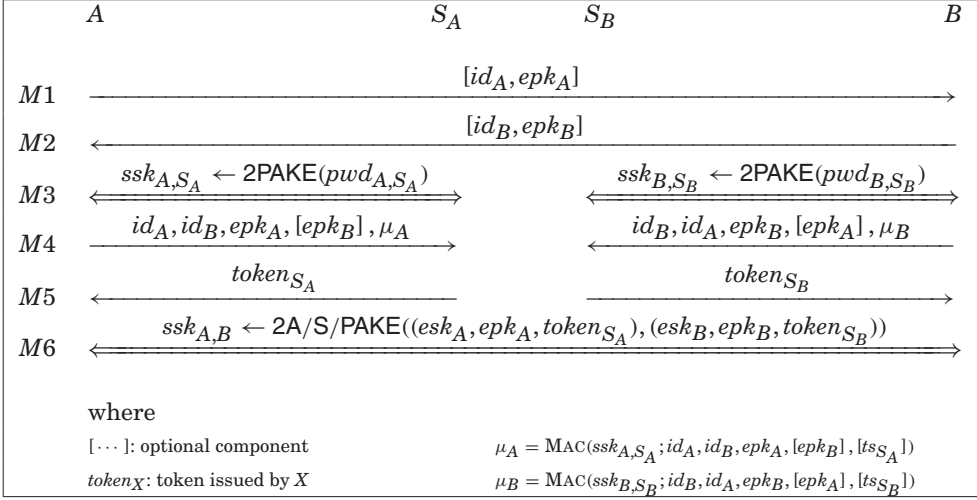 A S_A S_B B
[id_A, epk_A]
M1
[id_B, epk_B]
M2
ssk_{A,S_A} ← 2PAKE(pwd_{A,S_A}) ssk_{B,S_B} ← 2PAKE(pwd_{B,S_B})
M3
id_A, id_B, epk_A, [epk_B], μ_A id_B, id_A, epk_B, [epk_A], μ_B
M4
token_{S_A} token_{S_B}
M5
ssk_{A,B} ← 2A/S/PAKE((esk_A, epk_A, token_{S_A}), (esk_B, epk_B, token_{S_B}))
M6
where
[···]: optional component μ_A = MAC(ssk_{A,S_A}; id_A, id_B, epk_A, [epk_B], [ts_{S_A}])
token_X: token issued by X μ_B = MAC(ssk_{B,S_B}; id_B, id_A, epk_B, [epk_A], [ts_{S_B}])